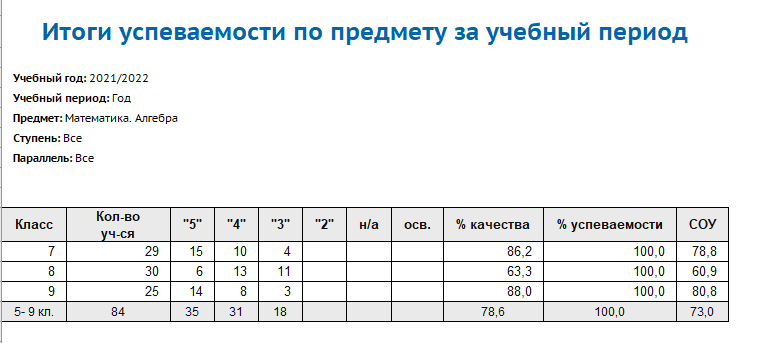 Итоги успеваемости по предмету за учебный период
Учебный год: 2021/2022
Учебный период: Год
Предмет: Математика. Алгебра
Ступень: Все
Параллель: Все
Класс Кол-во уч-ся "5" "4" "3" "2" н/а осв. % качества % успеваемости СОУ
7 29 15 10 4 86,2 100,0 78,8
8 30 6 13 11 63,3 100,0 60,9
9 25 14 8 3 88,0 100,0 80,8
5- 9 кл. 84 35 31 18 78,6 100,0 73,0